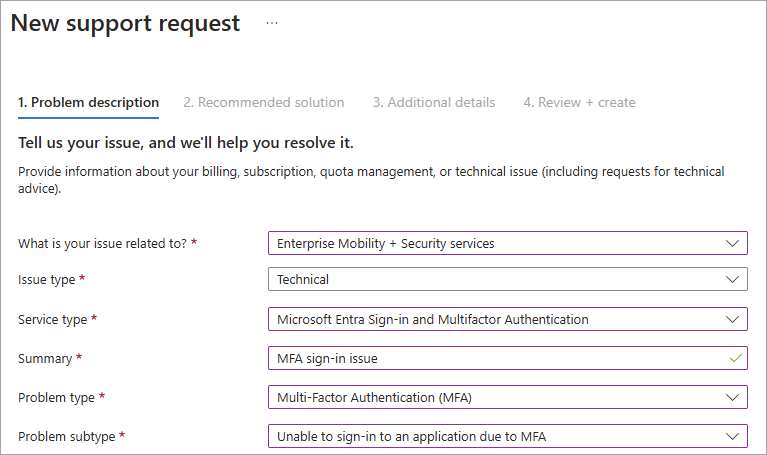 New support request ...
1. Problem description 2. Recommended solution 3. Additional details 4. Review + create
Tell us your issue, and we'll help you resolve it.
Provide information about your billing, subscription, quota management, or technical issue (including requests for technical
advice).
What is your issue related to? * Enterprise Mobility + Security services
Issue type * Technical
Service type * Microsoft Entra Sign-in and Multifactor Authentication
Summary * MFA sign-in issue
Problem type * Multi-Factor Authentication (MFA)
Problem subtype * Unable to sign-in to an application due to MFA